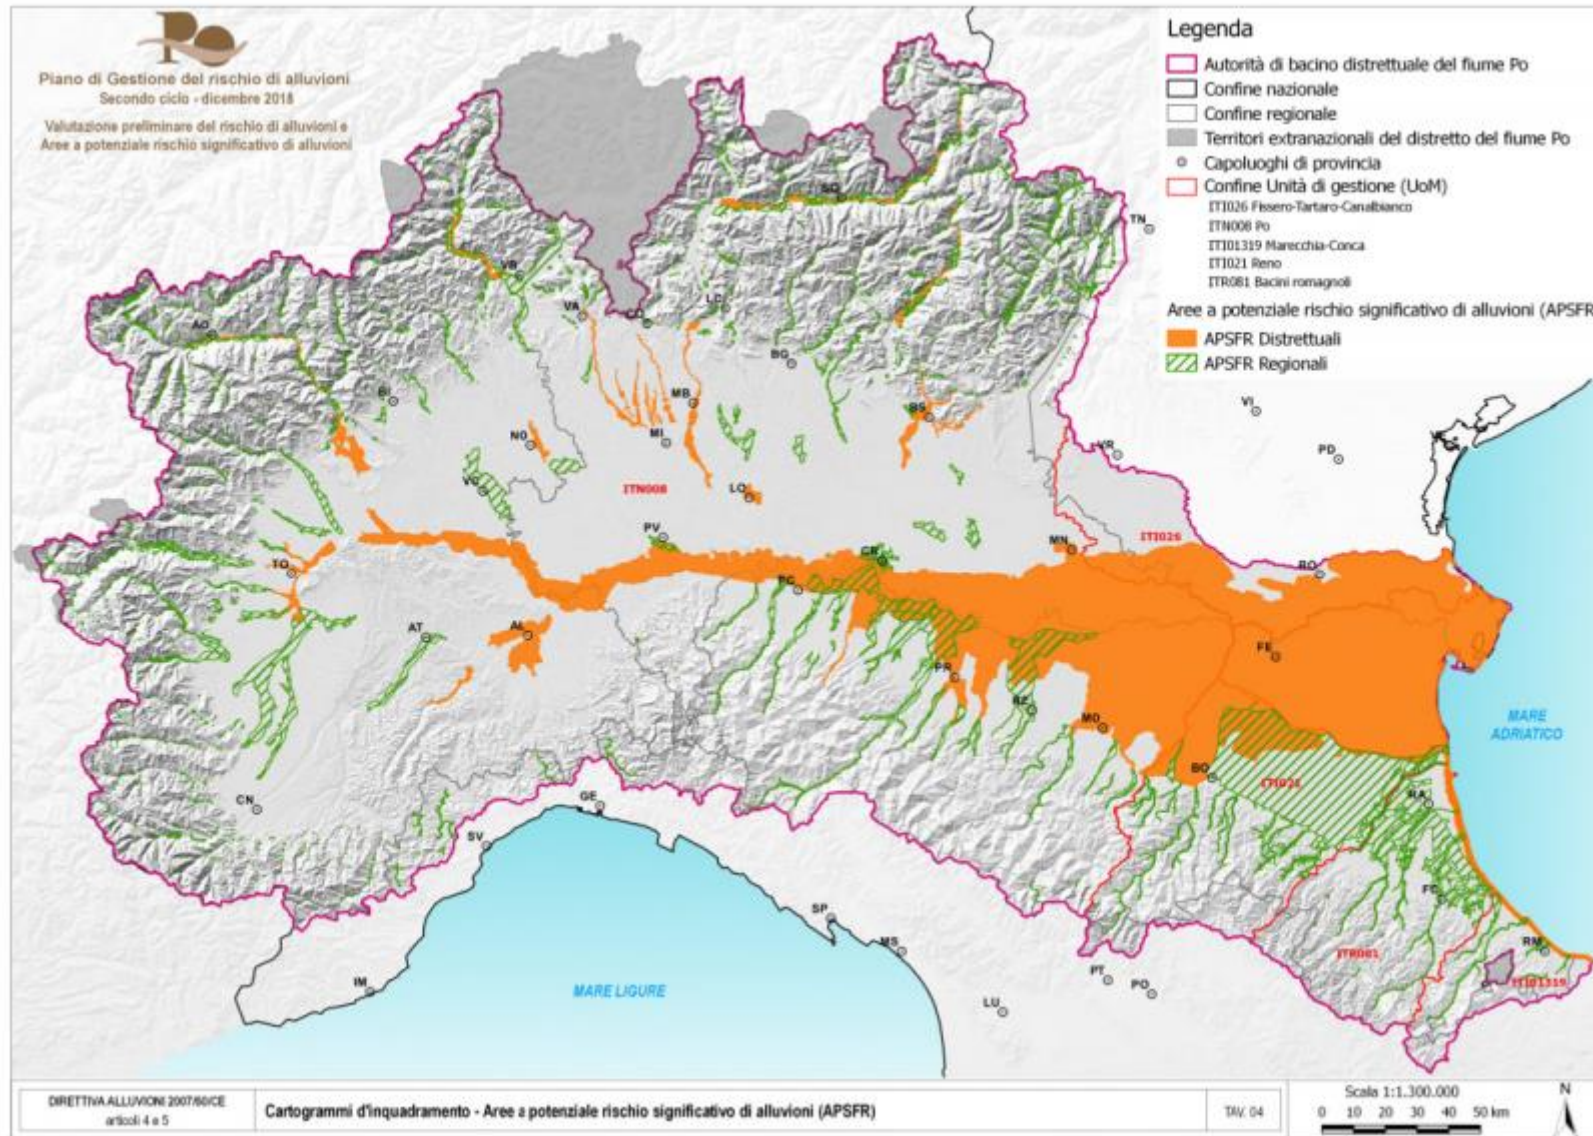 Po
Piano di Gestione del rischio di alluvioni
Secondo ciclo - dicembre 2018
Valutazione preliminare del rischio di alluvioni e
Aree a potenziale rischio significativo di alluvioni
Legenda
Autorità di bacino distrettuale del fiume Po
Confine nazionale
Confine regionale
Territori extranazionali del distretto del fiume Po
Capoluoghi di provincia
Confine Unità di gestione (UoM)
ITI026 Fissero-Tartaro-Canalbianco
ITN008 Po
ITI01319 Marecchia-Conca
ITI021 Reno
ITR081 Bacini romagnoli
Aree a potenziale rischio significativo di alluvioni (APSFR
APSFR Distrettuali
APSFR Regionali
SO
TN
VB
VA
CO
LC
AO
BG
BI
MB
BS
VI
NO
MI
VR
PD
VC
ITN008
LO
PV
ITI026
CR
MN
TO
PC
RO
AT
AL
FE
PR
RE
MO
MARE
ADRIATICO
BO
ITI021
CN
GE
RA
SV
FC
SP
MS
RM
ITR081
IM
MARE LIGURE
PT
PO
LU
ITI01319
DIRETTIVA ALLUVIONI 2007/60/CE
articoli 4 e 5
Cartogrammi d'inquadramento - Aree a potenziale rischio significativo di alluvioni (APSFR)
TAV. 04
Scala 1:1.300.000
0 10 20 30 40 50 km
N